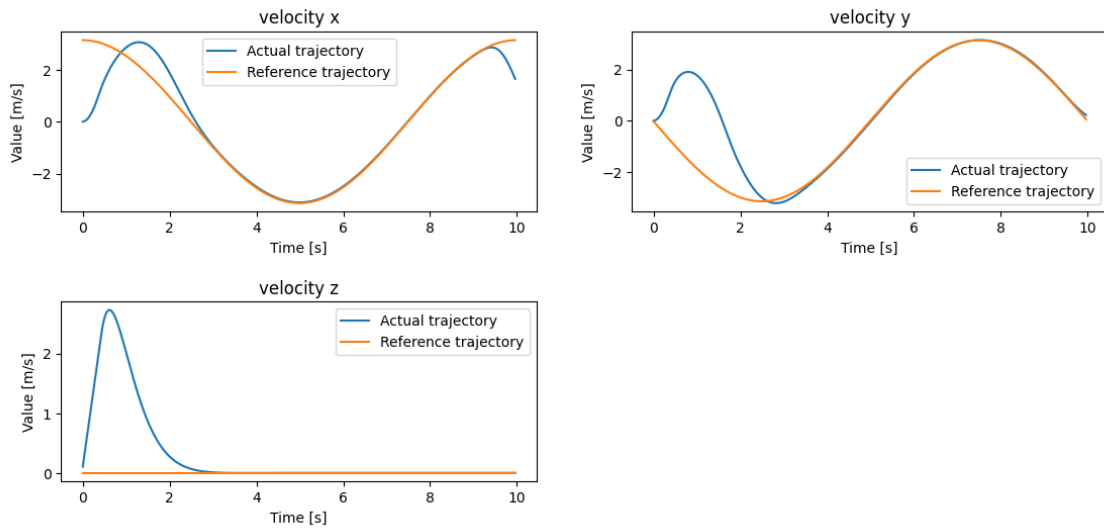 velocity x
Value [m/s]
2
0
−2
Actual trajectory
Reference trajectory
0 2 4 6 8 10
Time [s]
velocity y
Value [m/s]
2
0
−2
Actual trajectory
Reference trajectory
0 2 4 6 8 10
Time [s]
velocity z
Value [m/s]
2
1
0
Actual trajectory
Reference trajectory
0 2 4 6 8 10
Time [s]